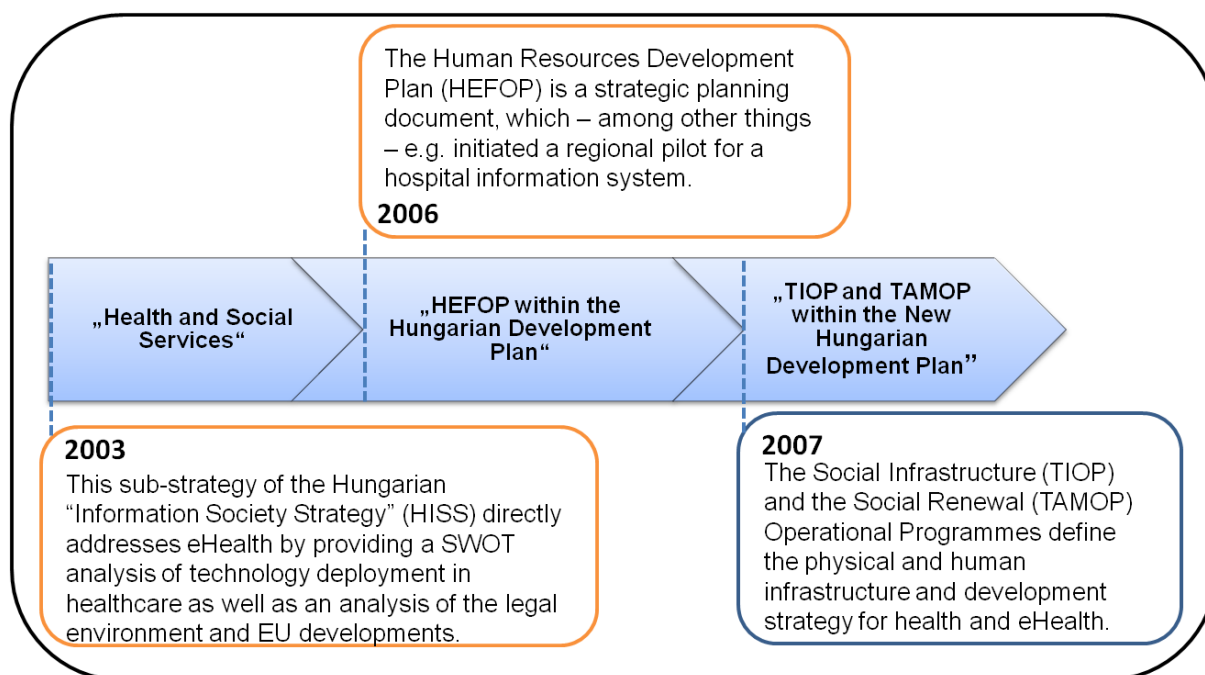 The Human Resources Development
Plan (HEFOP) is a strategic planning
document, which – among other things
– e.g. initiated a regional pilot for a
hospital information system.
2006
„Health and Social
Services“
„HEFOP within the
Hungarian Development
Plan“
„TIOP and TAMOP
within the New
Hungarian
Development Plan”
2003
This sub-strategy of the Hungarian
“Information Society Strategy” (HISS) directly
addresses eHealth by providing a SWOT
analysis of technology deployment in
healthcare as well as an analysis of the legal
environment and EU developments.
2007
The Social Infrastructure (TIOP)
and the Social Renewal (TAMOP)
Operational Programmes define
the physical and human
infrastructure and development
strategy for health and eHealth.